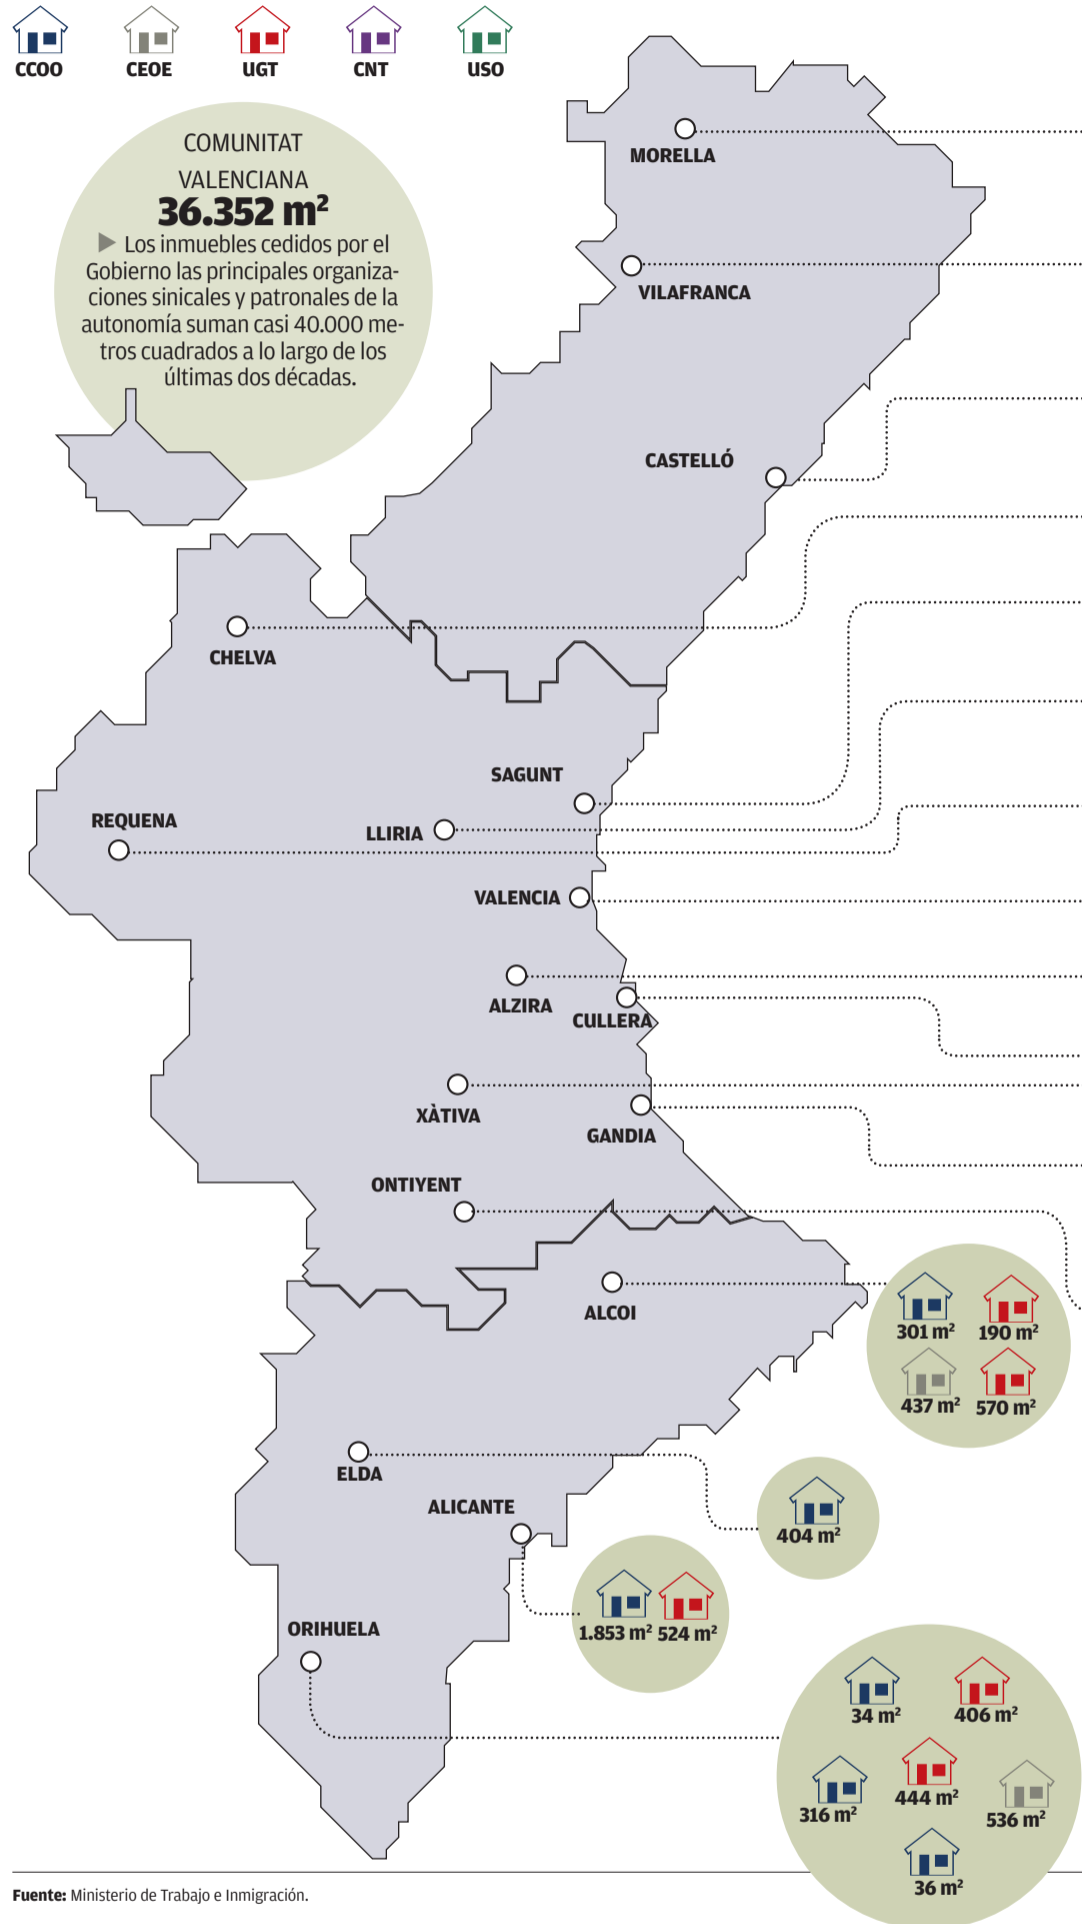 CCOO CEOE UGT CNT USO
COMUNITAT
VALENCIANA
36.352 m²
▶ Los inmuebles cedidos por el
Gobierno las principales organiza-
ciones sinicales y patronales de la
autonomía suman casi 40.000 me-
tros cuadrados a lo largo de los
últimas dos décadas.
MORELLA
VILAFRANCA
CASTELLÓ
CHELVA
SAGUNT
REQUENA
LLIRIA
VALENCIA
ALZIRA
CULLERA
XÀTIVA
GANDIA
ONTIYENT
ALCOI
301 m² 190 m²
437 m² 570 m²
ELDA
404 m²
ALICANTE
1.853 m² 524 m²
ORIHUELA
34 m² 406 m²
444 m²
316 m²
536 m²
36 m²
Fuente: Ministerio de Trabajo e Inmigración.